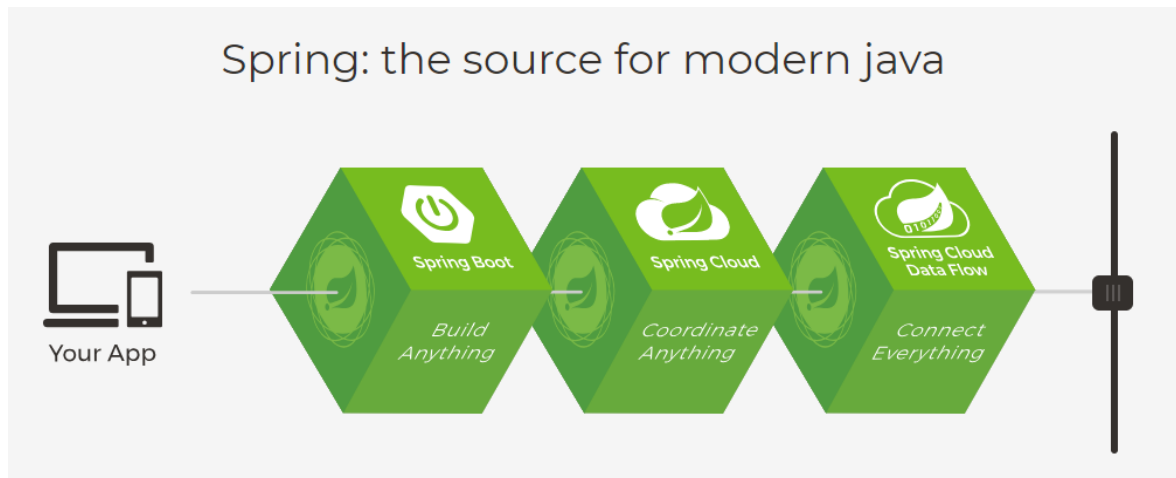 Spring: the source for modern java
Your App
Spring Boot
Build
Anything
Spring Cloud
Coordinate
Anything
010110
Spring Cloud
Data Flow
Connect
Everything